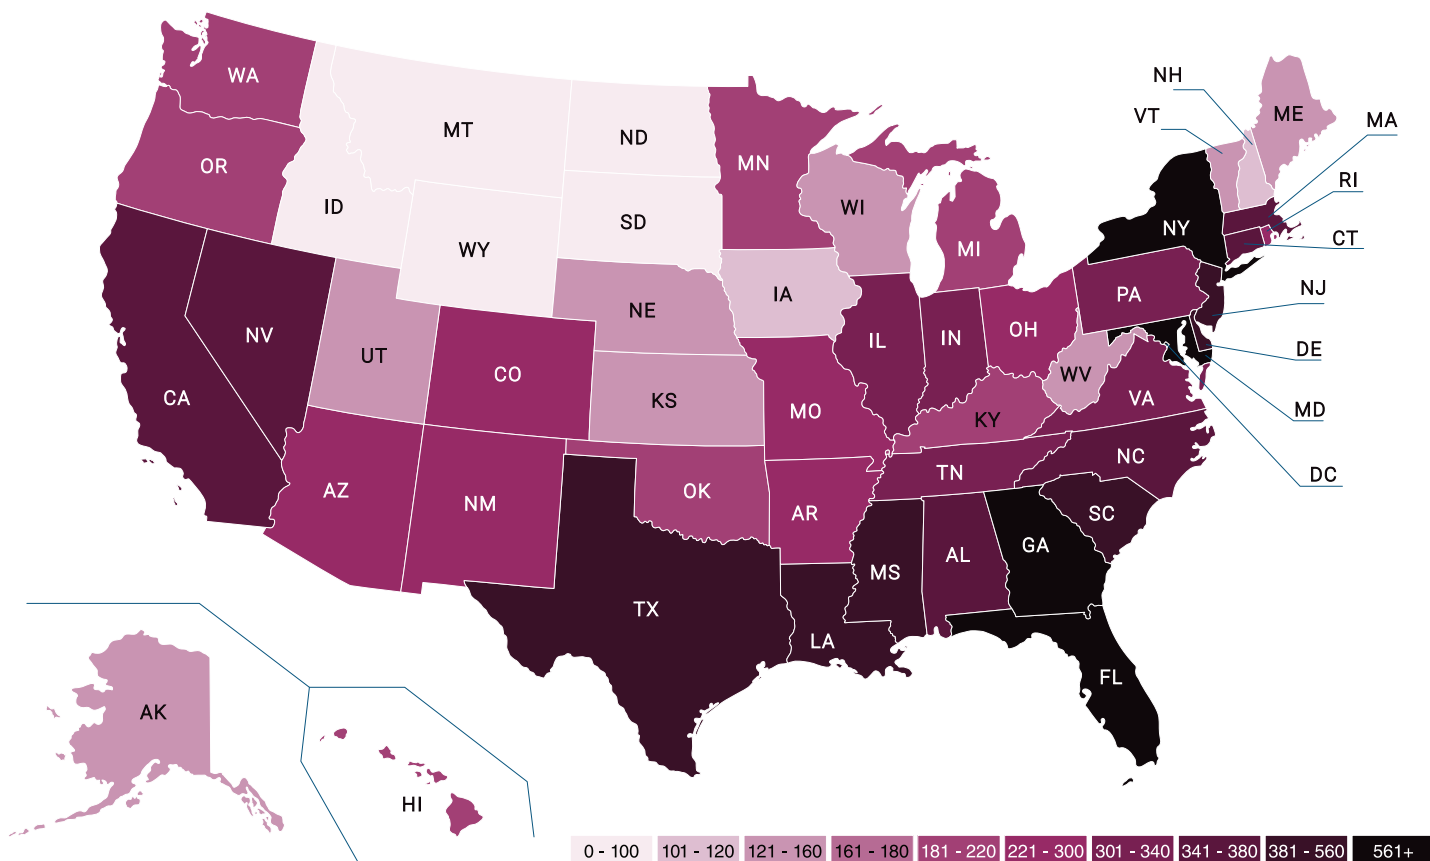 NH
WA
VT
ME
MA
MT
ND
MN
OR
RI
ID
SD
WI
NY
CT
WY
MI
IA
PA
NJ
NE
NV
UT
IL
IN
OH
DE
CO
WV
CA
KS
MO
KY
VA
MD
NC
TN
DC
AZ
NM
OK
AR
SC
GA
AL
MS
TX
LA
FL
AK
HI
0 - 100 101 - 120 121 - 160 161 - 180 181 - 220 221 - 300 301 - 340 341 - 380 381 - 560 561+